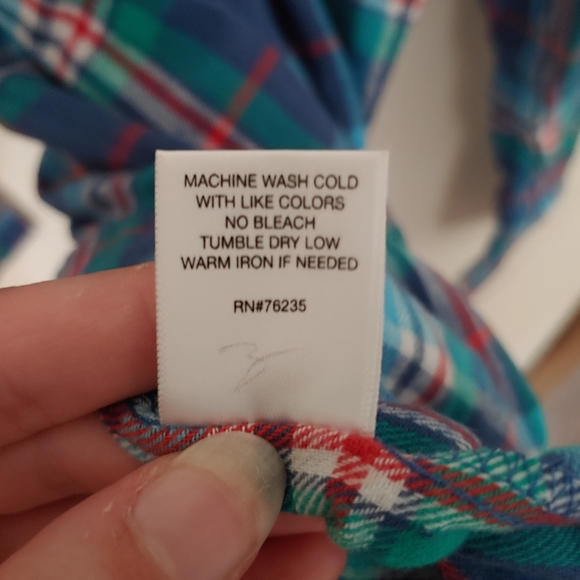 MACHINE WASH COLD
WITH LIKE COLORS
NO BLEACH
TUMBLE DRY LOW
WARM IRON IF NEEDED
RN#76235